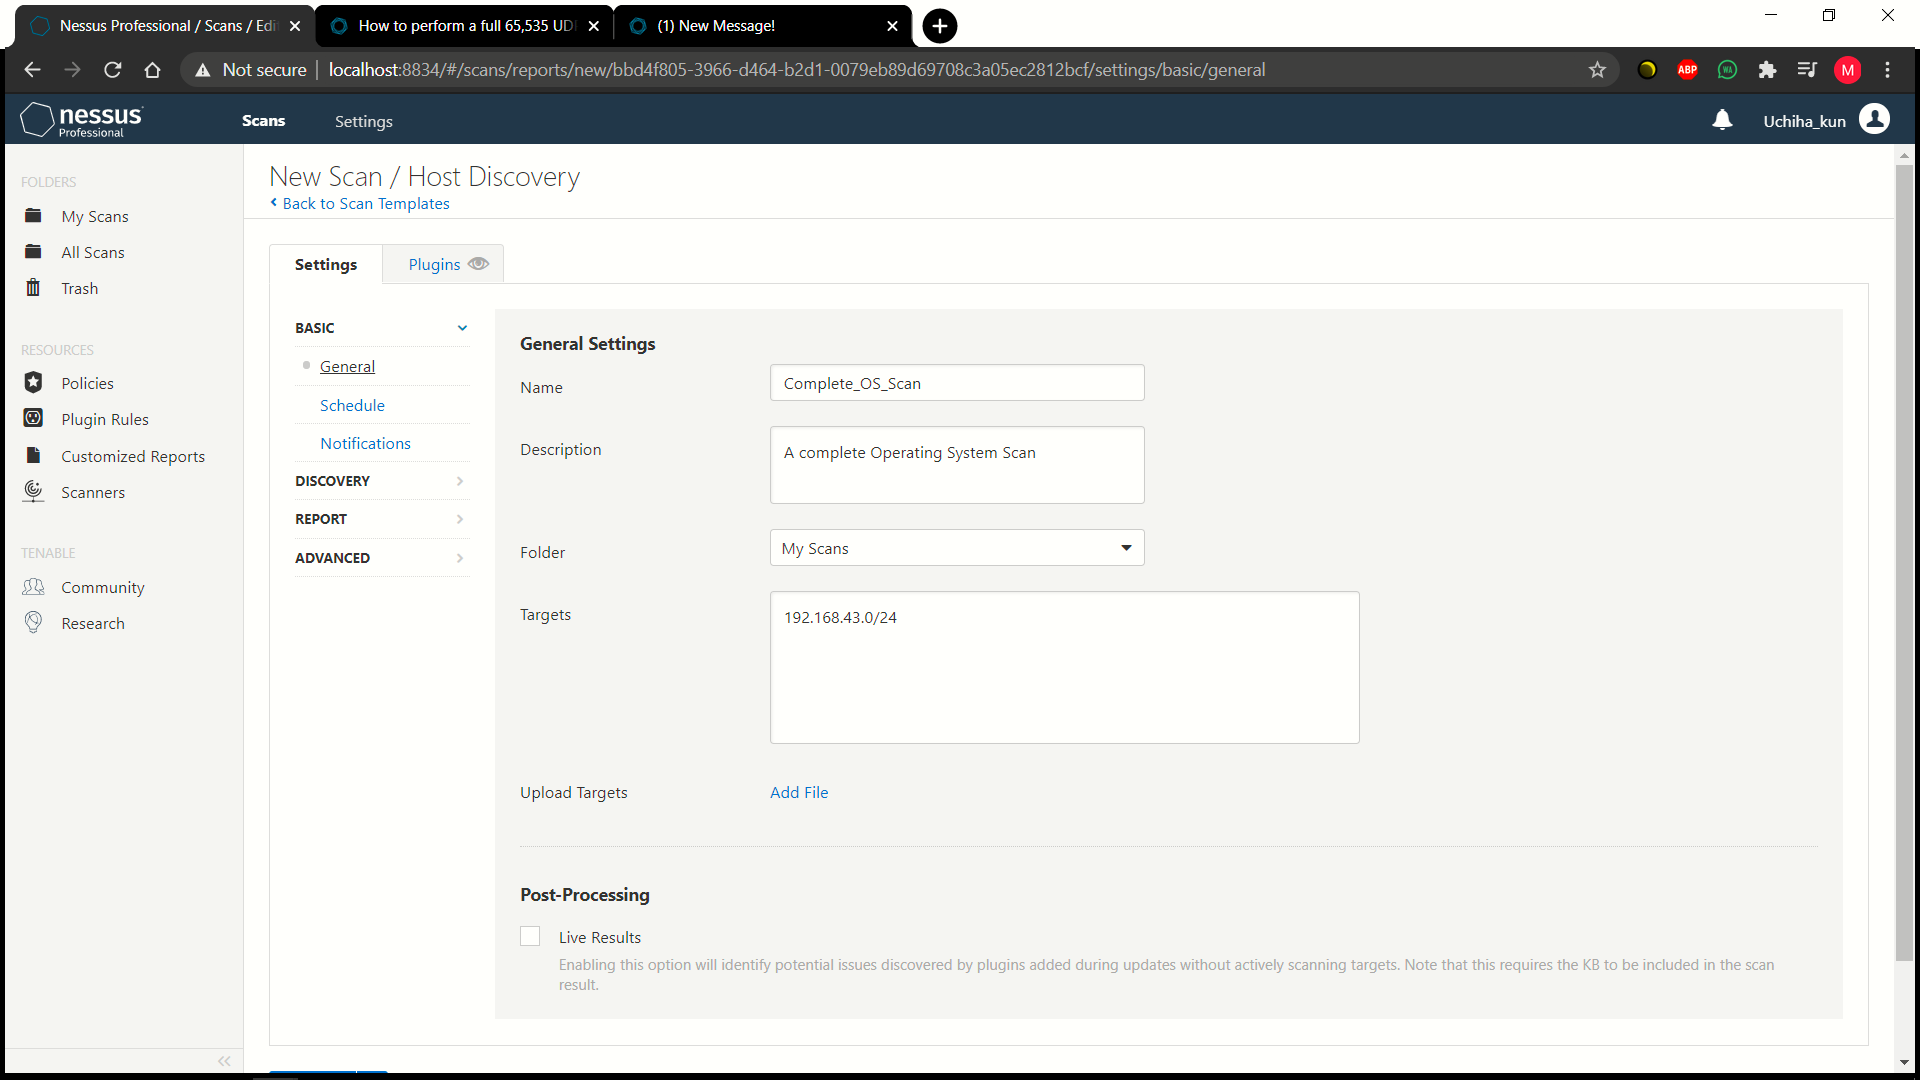 Nessus Professional / Scans / Edi
How to perform a full 65,535 UD
(1) New Message!
Not secure
localhost:8834/#/scans/reports/new/bbd4f805-3966-d464-b2d1-0079eb89d69708c3a05ec2812bcf/settings/basic/general
ABP
WA
M
nessus
Professional
Scans
Settings
Uchiha_kun
FOLDERS
My Scans
All Scans
Trash
RESOURCES
Policies
Plugin Rules
Customized Reports
Scanners
TENABLE
Community
Research
New Scan / Host Discovery
Back to Scan Templates
Settings
Plugins
BASIC
General
Schedule
Notifications
DISCOVERY
REPORT
ADVANCED
General Settings
Name
Complete_OS_Scan
Description
A complete Operating System Scan
Folder
My Scans
Targets
192.168.43.0/24
Upload Targets
Add File
Post-Processing
Live Results
Enabling this option will identify potential issues discovered by plugins added during updates without actively scanning targets. Note that this requires the KB to be included in the scan
result.